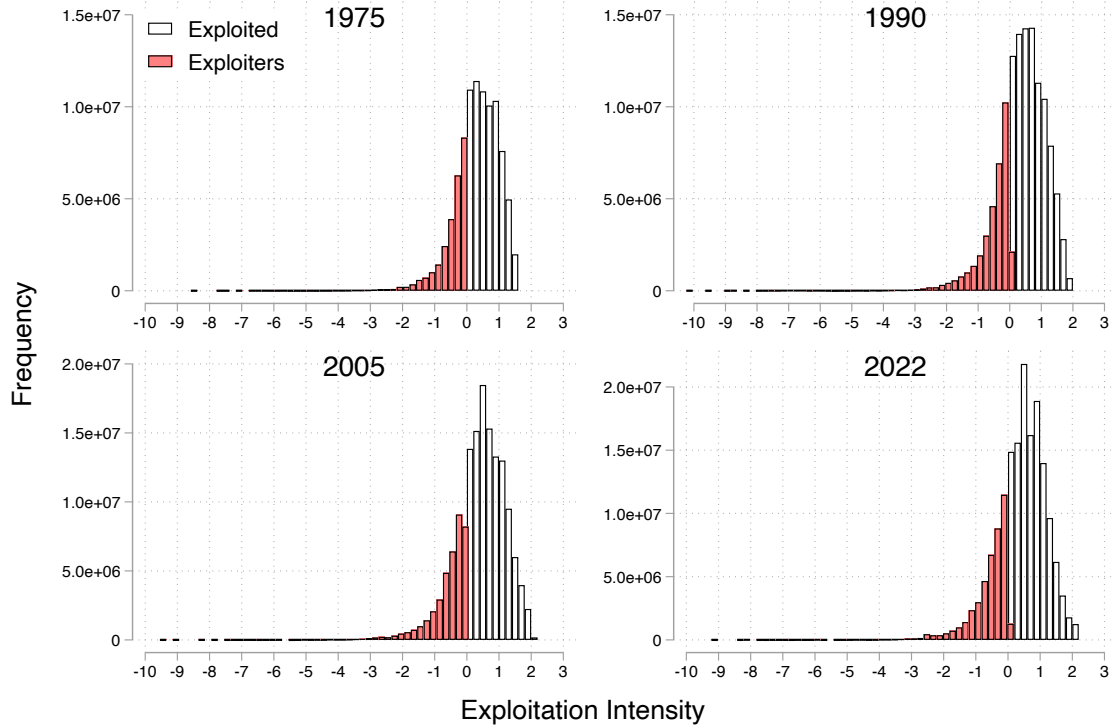 1975
Exploited
Exploiters
1.5e+07
1.0e+07
5.0e+06
0
-10 -9 -8 -7 -6 -5 -4 -3 -2 -1 0 1 2 3
1990
1.5e+07
1.0e+07
5.0e+06
0
-10 -9 -8 -7 -6 -5 -4 -3 -2 -1 0 1 2 3
Frequency
2005
2.0e+07
1.5e+07
1.0e+07
5.0e+06
0
-10 -9 -8 -7 -6 -5 -4 -3 -2 -1 0 1 2 3
2022
2.0e+07
1.5e+07
1.0e+07
5.0e+06
0
-10 -9 -8 -7 -6 -5 -4 -3 -2 -1 0 1 2 3
Exploitation Intensity